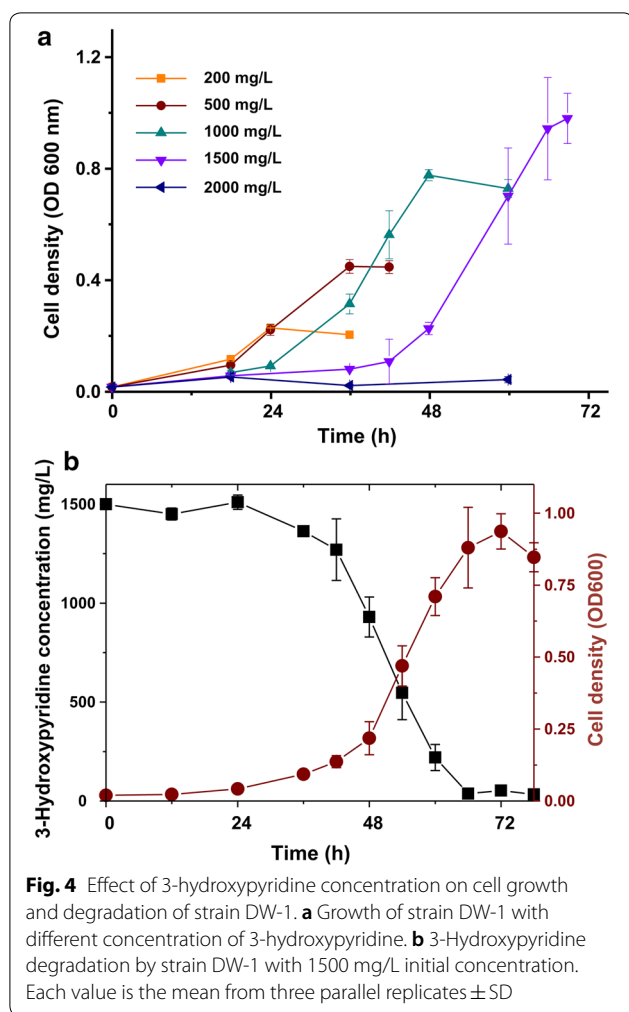 a
1.2
0.8
0.4
0.0
Cell density (OD 600 nm)
200 mg/L
500 mg/L
1000 mg/L
1500 mg/L
2000 mg/L
0 24 48 72
Time (h)
b
1500
1000
500
0
3-Hydroxypyridine concentration (mg/L)
1.00
0.75
0.50
0.25
0.00
Cell density (OD600)
0 24 48 72
Time (h)
Fig. 4 Effect of 3-hydroxypyridine concentration on cell growth
and degradation of strain DW-1. a Growth of strain DW-1 with
different concentration of 3-hydroxypyridine. b 3-Hydroxypyridine
degradation by strain DW-1 with 1500 mg/L initial concentration.
Each value is the mean from three parallel replicates ± SD